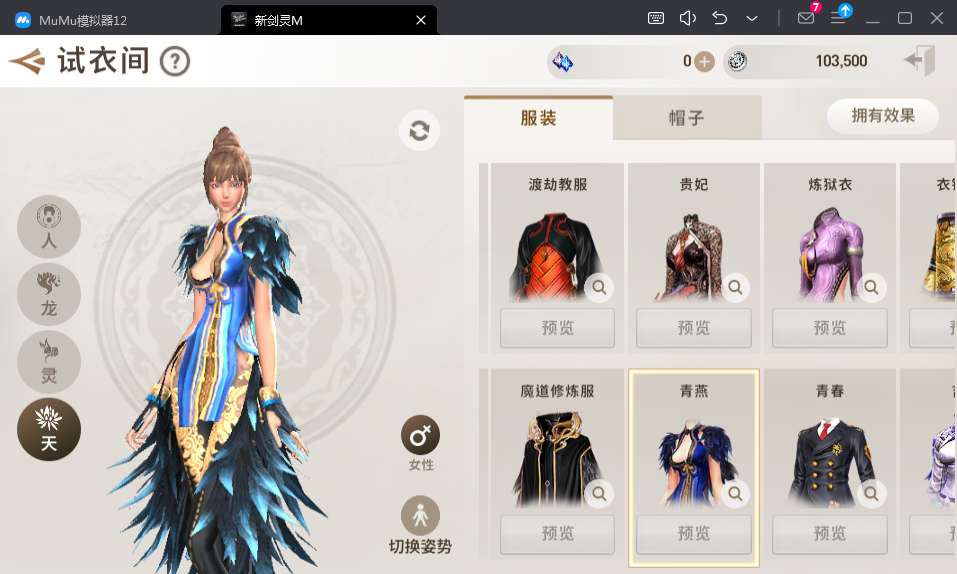 MuMu模拟器12
新剑灵M
7
试衣间
?
0
103,500
服装
帽子
拥有效果
人
龙
灵
天
女性
切换姿势
渡劫教服
贵妃
炼狱衣
预览
预览
预览
魔道修炼服
青燕
青春
预览
预览
预览